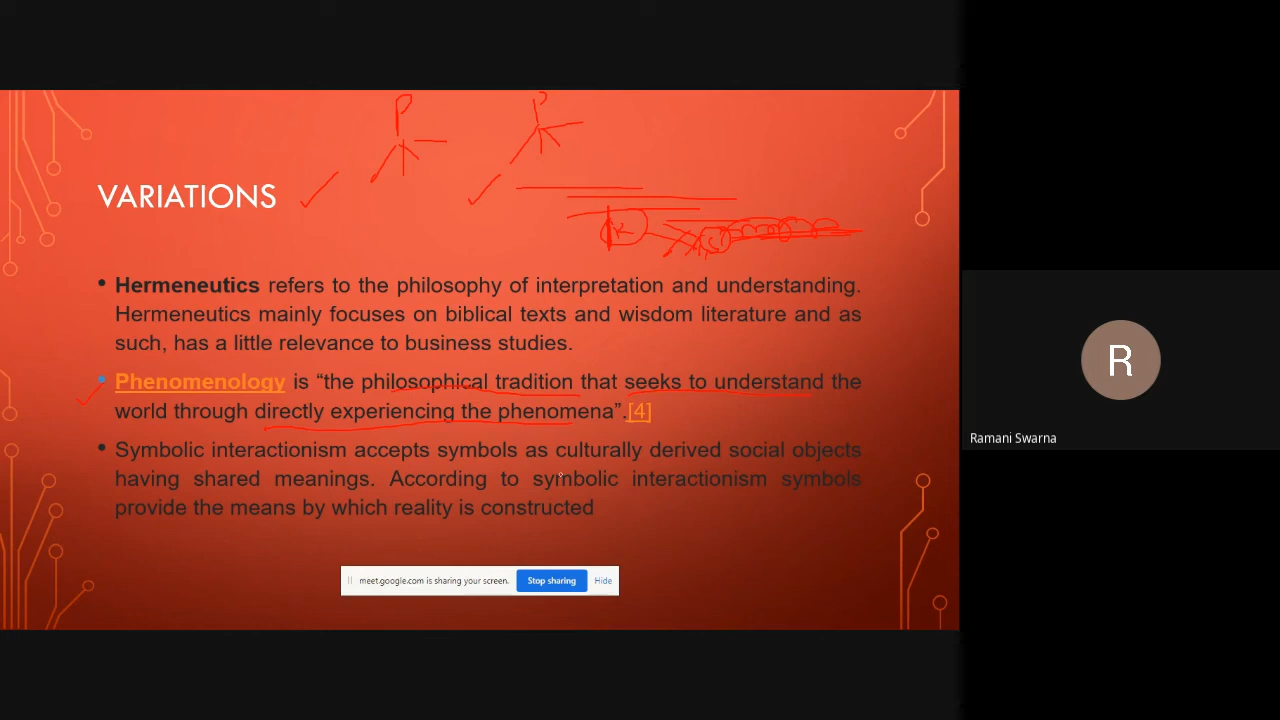 P
P
VARIATIONS
K
• Hermeneutics refers to the philosophy of interpretation and understanding.
Hermeneutics mainly focuses on biblical texts and wisdom literature and as
such, has a little relevance to business studies.
• Phenomenology is “the philosophical tradition that seeks to understand the
world through directly experiencing the phenomena”.[4]
• Symbolic interactionism accepts symbols as culturally derived social objects
having shared meanings. According to symbolic interactionism symbols
provide the means by which reality is constructed
meet.google.com is sharing your screen. Stop sharing Hide
R
Ramani Swarna